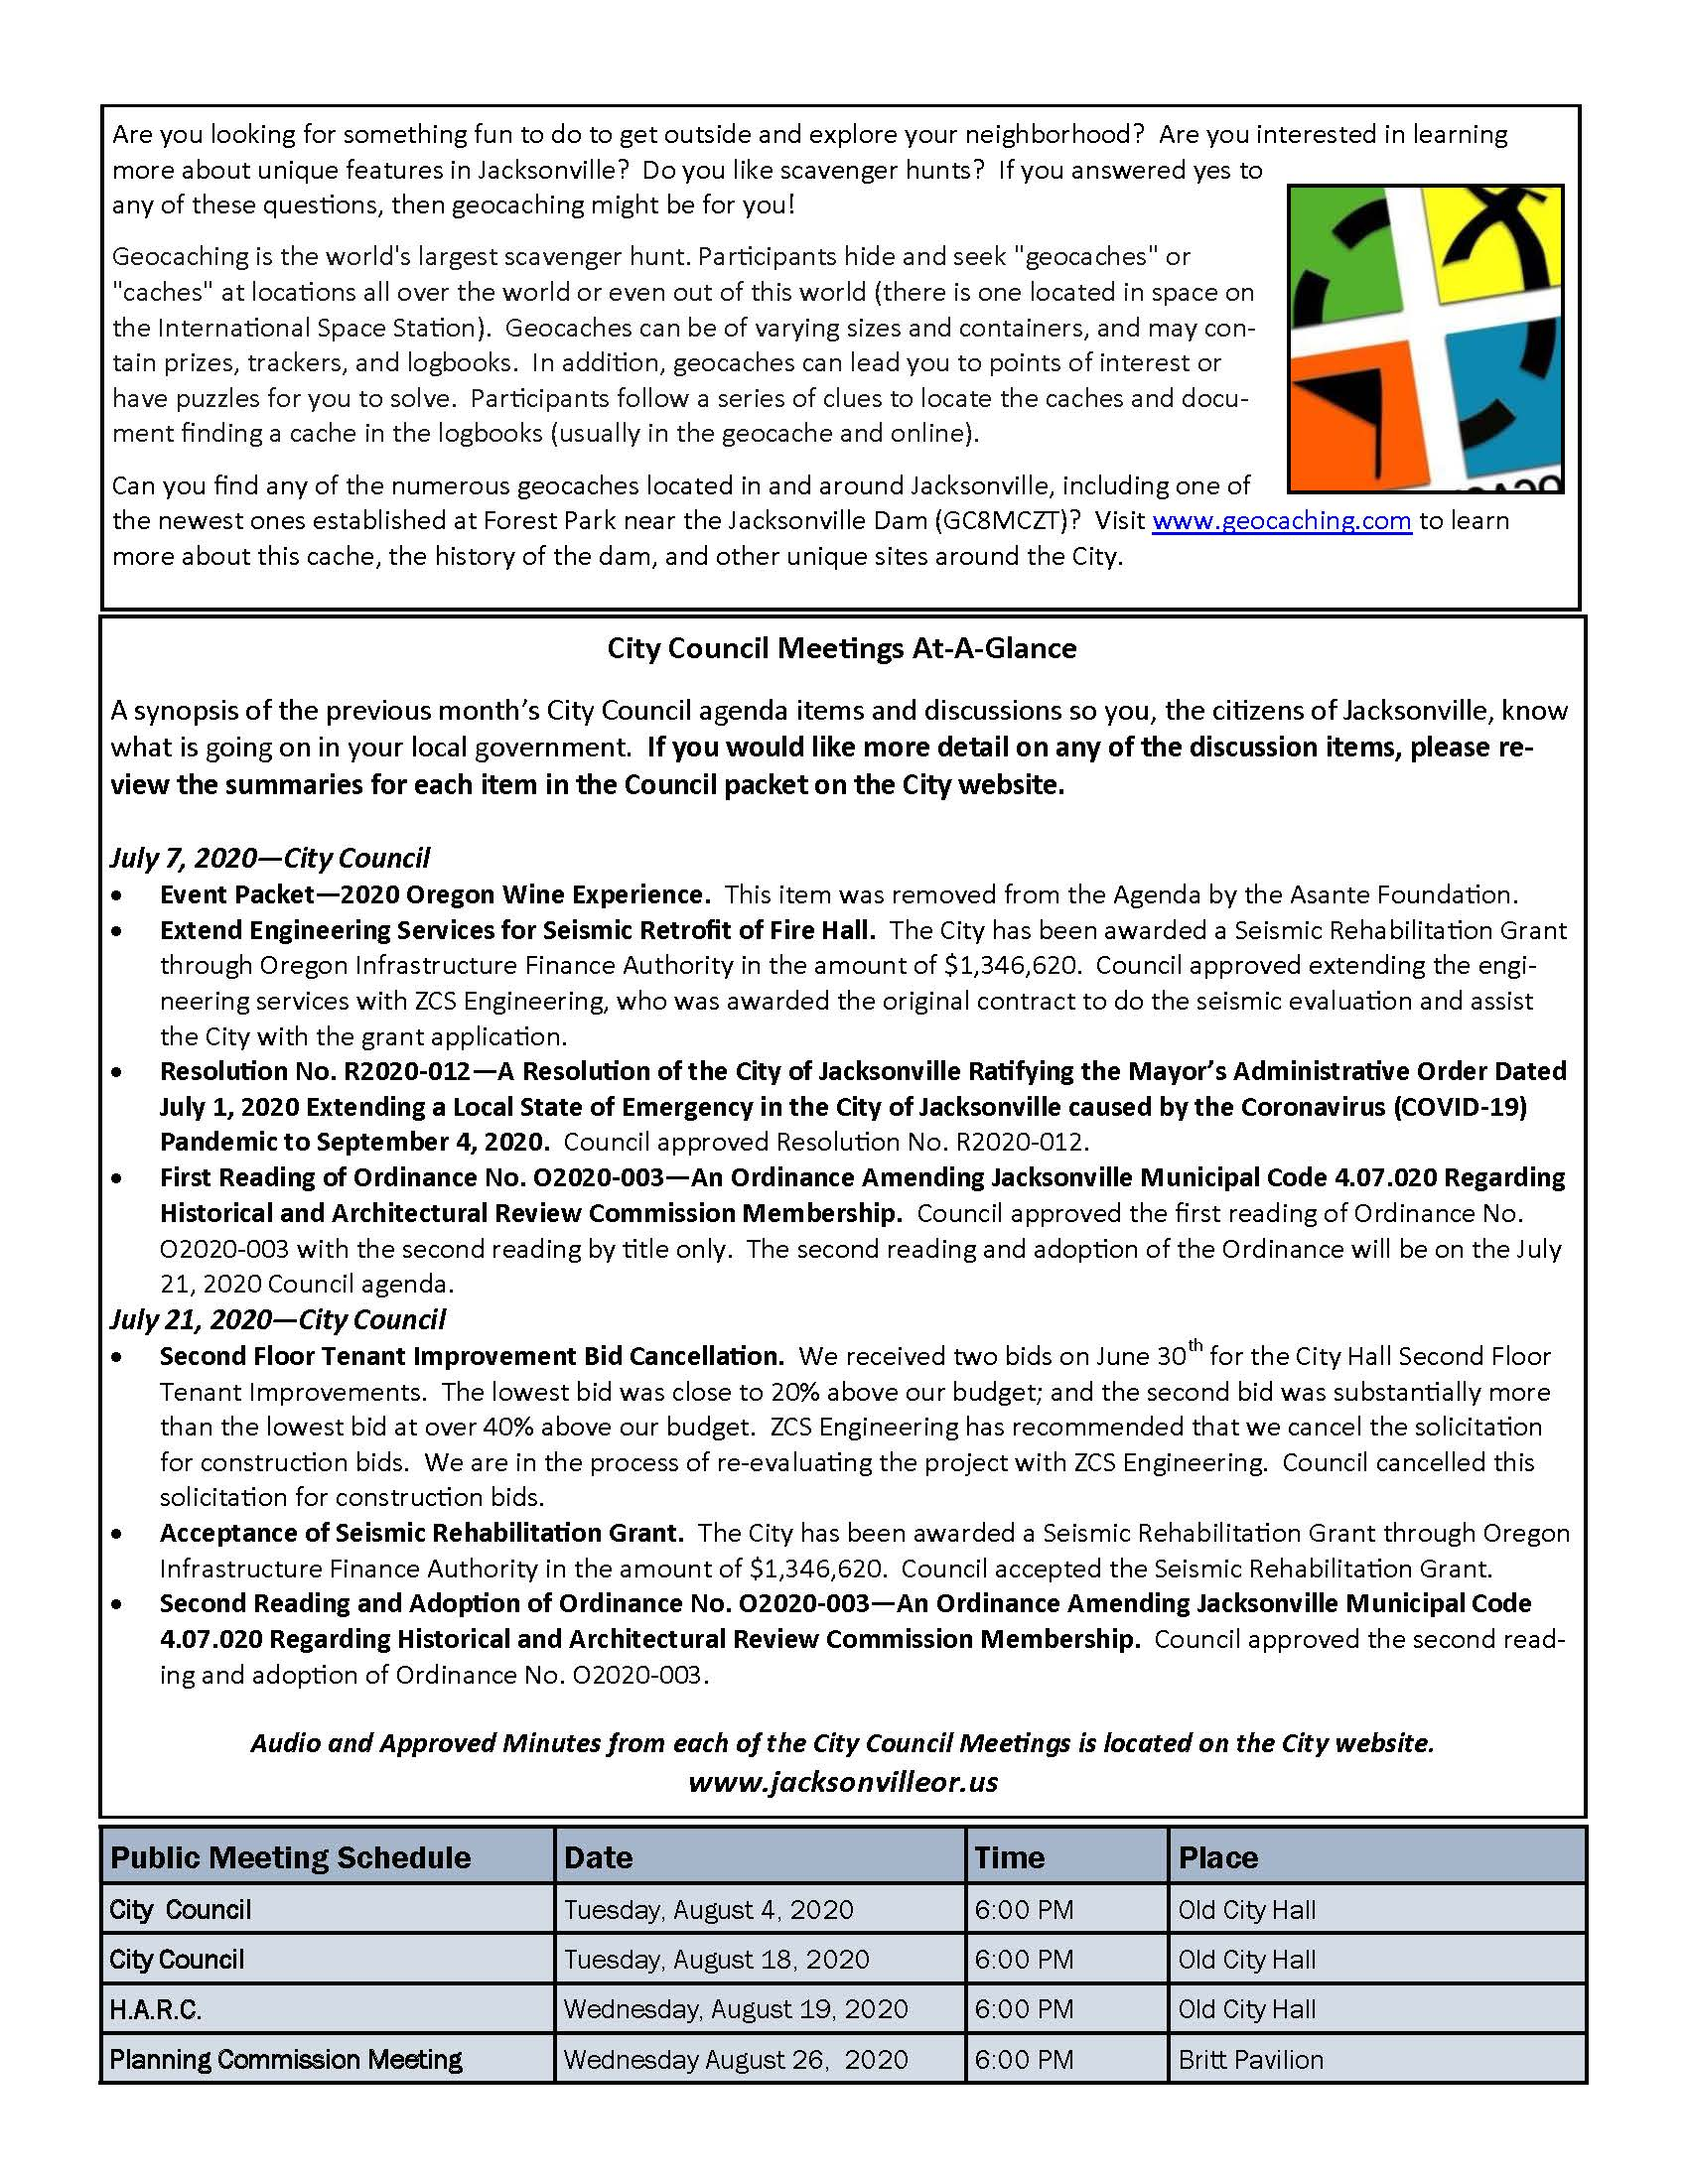 Are you looking for something fun to do to get outside and explore your neighborhood?  Are you interested in learning
more about unique features in Jacksonville?  Do you like scavenger hunts?  If you answered yes to
any of these questions, then geocaching might be for you!
Geocaching is the world's largest scavenger hunt. Participants hide and seek "geocaches" or
"caches" at locations all over the world or even out of this world (there is one located in space on
the International Space Station).  Geocaches can be of varying sizes and containers, and may con-
tain prizes, trackers, and logbooks.  In addition, geocaches can lead you to points of interest or
have puzzles for you to solve.  Participants follow a series of clues to locate the caches and docu-
ment finding a cache in the logbooks (usually in the geocache and online).
Can you find any of the numerous geocaches located in and around Jacksonville, including one of
the newest ones established at Forest Park near the Jacksonville Dam (GC8MCZT)?  Visit www.geocaching.com to learn
more about this cache, the history of the dam, and other unique sites around the City.
City Council Meetings At-A-Glance
A synopsis of the previous month’s City Council agenda items and discussions so you, the citizens of Jacksonville, know
what is going on in your local government.  If you would like more detail on any of the discussion items, please re-
view the summaries for each item in the Council packet on the City website.
July 7, 2020—City Council
• Event Packet—2020 Oregon Wine Experience.  This item was removed from the Agenda by the Asante Foundation.
• Extend Engineering Services for Seismic Retrofit of Fire Hall.  The City has been awarded a Seismic Rehabilitation Grant
through Oregon Infrastructure Finance Authority in the amount of $1,346,620.  Council approved extending the engi-
neering services with ZCS Engineering, who was awarded the original contract to do the seismic evaluation and assist
the City with the grant application.
• Resolution No. R2020-012—A Resolution of the City of Jacksonville Ratifying the Mayor’s Administrative Order Dated
July 1, 2020 Extending a Local State of Emergency in the City of Jacksonville caused by the Coronavirus (COVID-19)
Pandemic to September 4, 2020.  Council approved Resolution No. R2020-012.
• First Reading of Ordinance No. O2020-003—An Ordinance Amending Jacksonville Municipal Code 4.07.020 Regarding
Historical and Architectural Review Commission Membership.  Council approved the first reading of Ordinance No.
O2020-003 with the second reading by title only.  The second reading and adoption of the Ordinance will be on the July
21, 2020 Council agenda.
July 21, 2020—City Council
• Second Floor Tenant Improvement Bid Cancellation.  We received two bids on June 30th for the City Hall Second Floor
Tenant Improvements.  The lowest bid was close to 20% above our budget; and the second bid was substantially more
than the lowest bid at over 40% above our budget.  ZCS Engineering has recommended that we cancel the solicitation
for construction bids.  We are in the process of re-evaluating the project with ZCS Engineering.  Council cancelled this
solicitation for construction bids.
• Acceptance of Seismic Rehabilitation Grant.  The City has been awarded a Seismic Rehabilitation Grant through Oregon
Infrastructure Finance Authority in the amount of $1,346,620.  Council accepted the Seismic Rehabilitation Grant.
• Second Reading and Adoption of Ordinance No. O2020-003—An Ordinance Amending Jacksonville Municipal Code
4.07.020 Regarding Historical and Architectural Review Commission Membership.  Council approved the second read-
ing and adoption of Ordinance No. O2020-003.
Audio and Approved Minutes from each of the City Council Meetings is located on the City website.
www.jacksonvilleor.us
Public Meeting Schedule Date Time Place
City  Council Tuesday, August 4, 2020 6:00 PM Old City Hall
City Council Tuesday, August 18, 2020 6:00 PM Old City Hall
H.A.R.C. Wednesday, August 19, 2020 6:00 PM Old City Hall
Planning Commission Meeting Wednesday August 26,  2020 6:00 PM Britt Pavilion